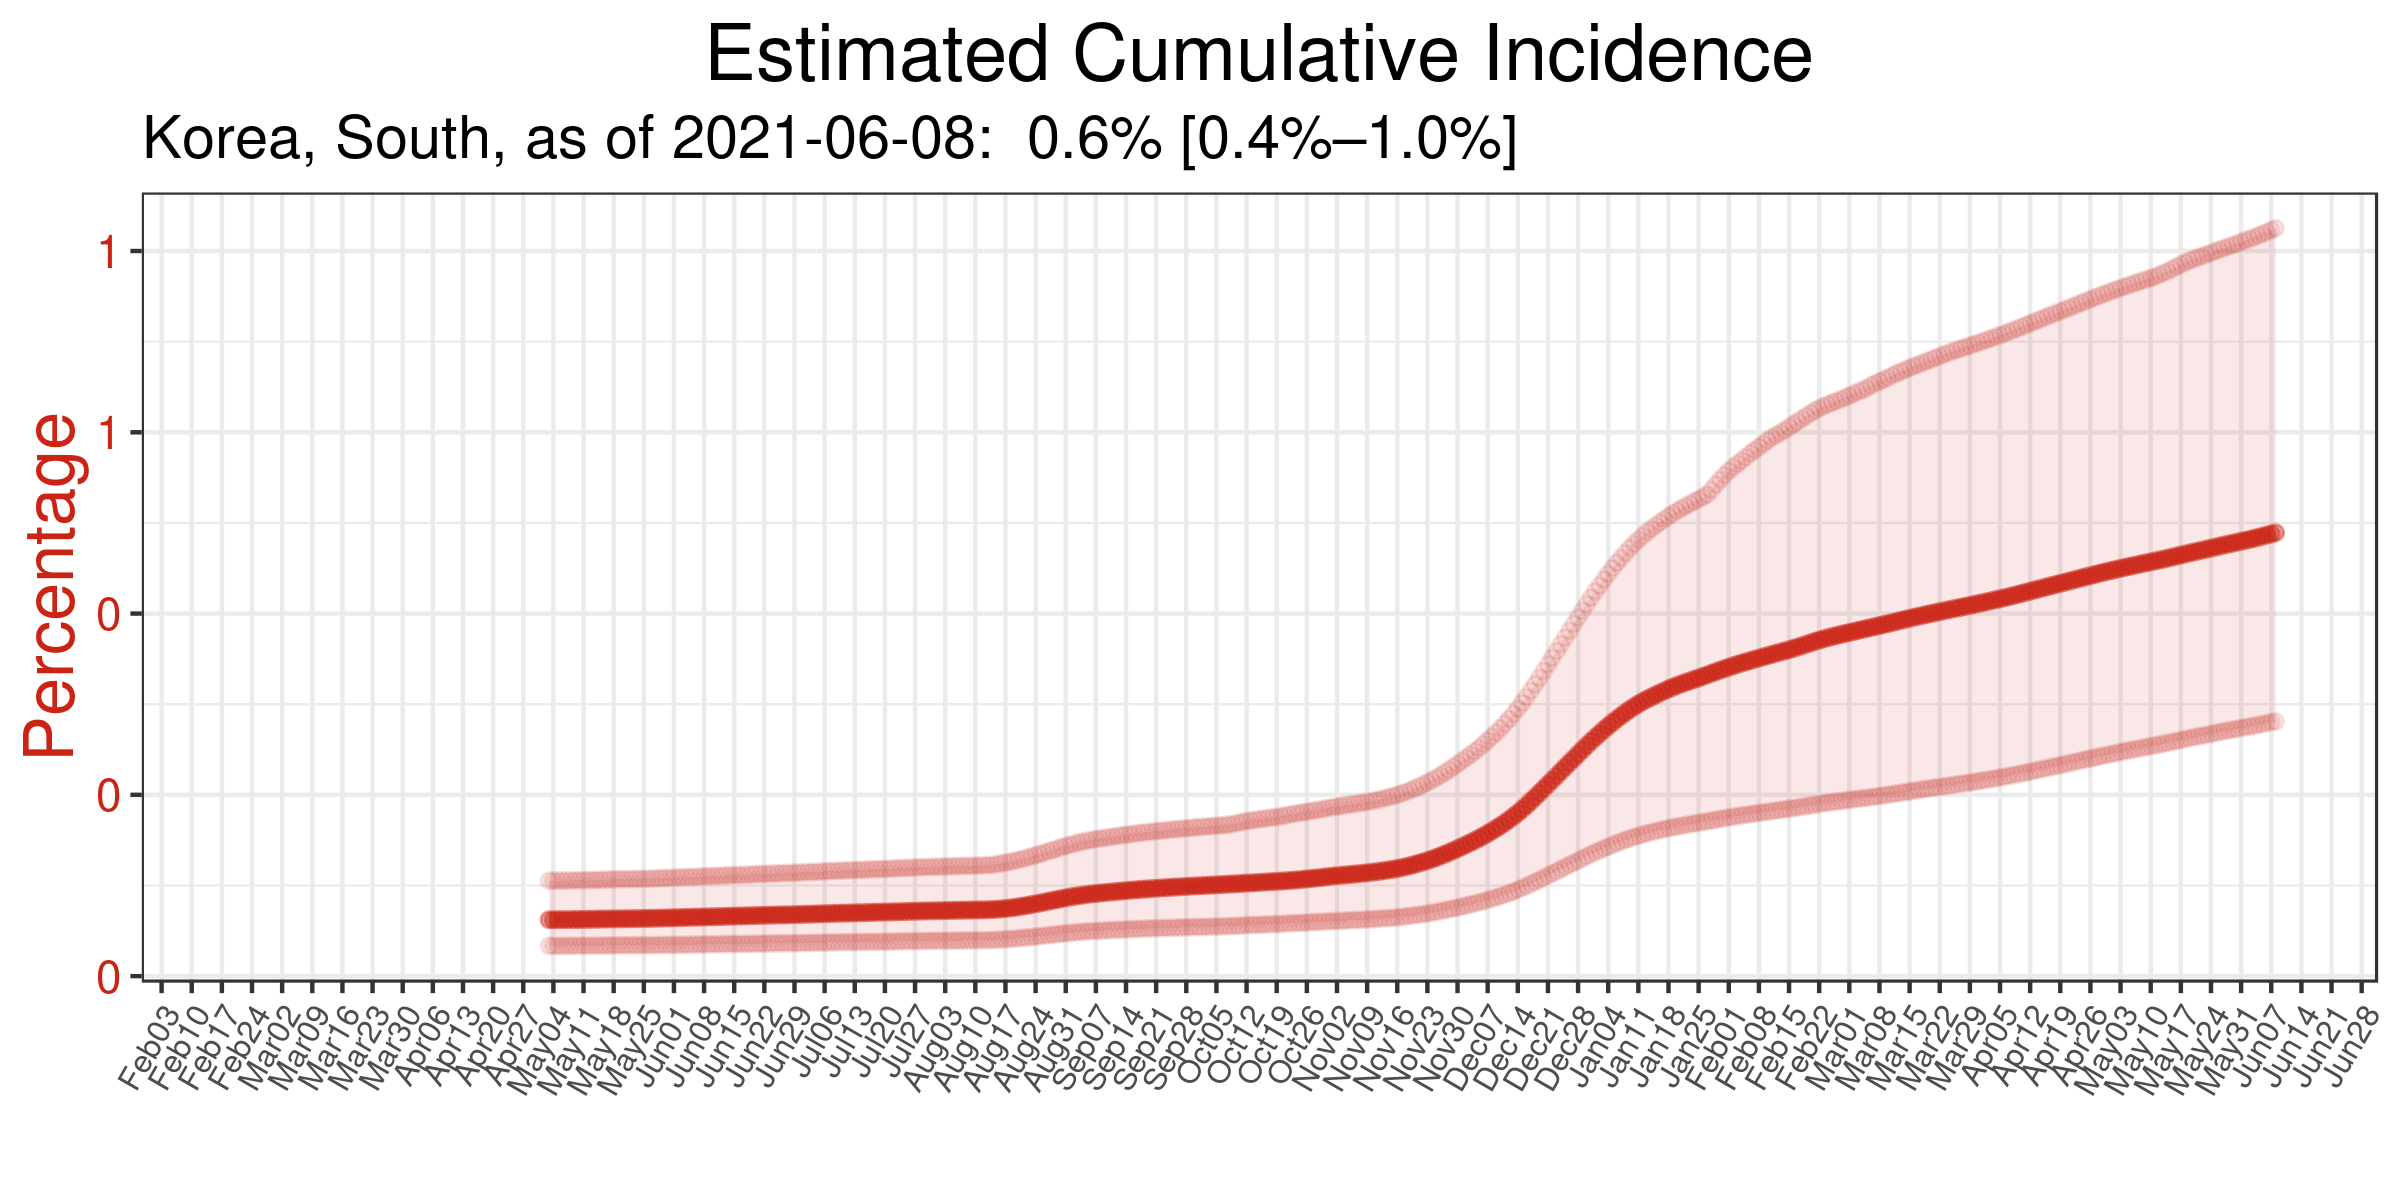 Estimated Cumulative Incidence
Korea, South, as of 2021-06-08:  0.6% [0.4%–1.0%]
Percentage
1
1
0
0
0
Feb03
Feb10
Feb17
Feb24
Mar02
Mar09
Mar16
Mar23
Mar30
Apr06
Apr13
Apr20
Apr27
May04
May11
May18
May25
Jun01
Jun08
Jun15
Jun22
Jun29
Jul06
Jul13
Jul20
Jul27
Aug03
Aug10
Aug17
Aug24
Aug31
Sep07
Sep14
Sep21
Sep28
Oct05
Oct12
Oct19
Oct26
Nov02
Nov09
Nov16
Nov23
Nov30
Dec07
Dec14
Dec21
Dec28
Jan04
Jan11
Jan18
Jan25
Feb01
Feb08
Feb15
Feb22
Mar01
Mar08
Mar15
Mar22
Mar29
Apr05
Apr12
Apr19
Apr26
May03
May10
May17
May24
May31
Jun07
Jun14
Jun21
Jun28